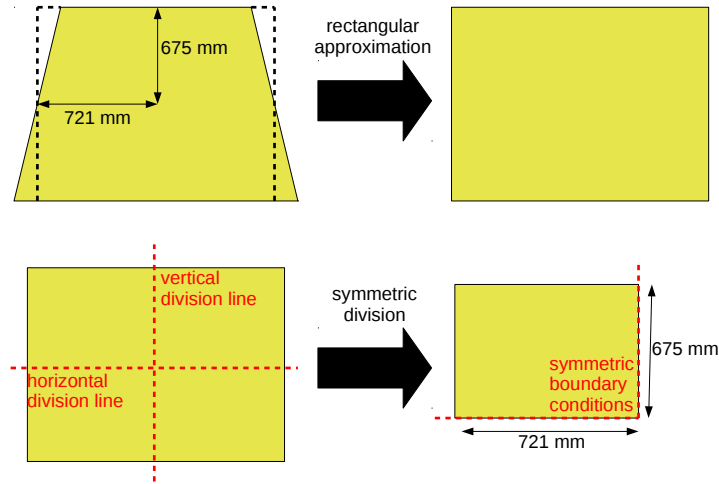 675 mm
721 mm
rectangular
approximation
vertical
division line
horizontal
division line
symmetric
division
symmetric
boundary
conditions
675 mm
721 mm